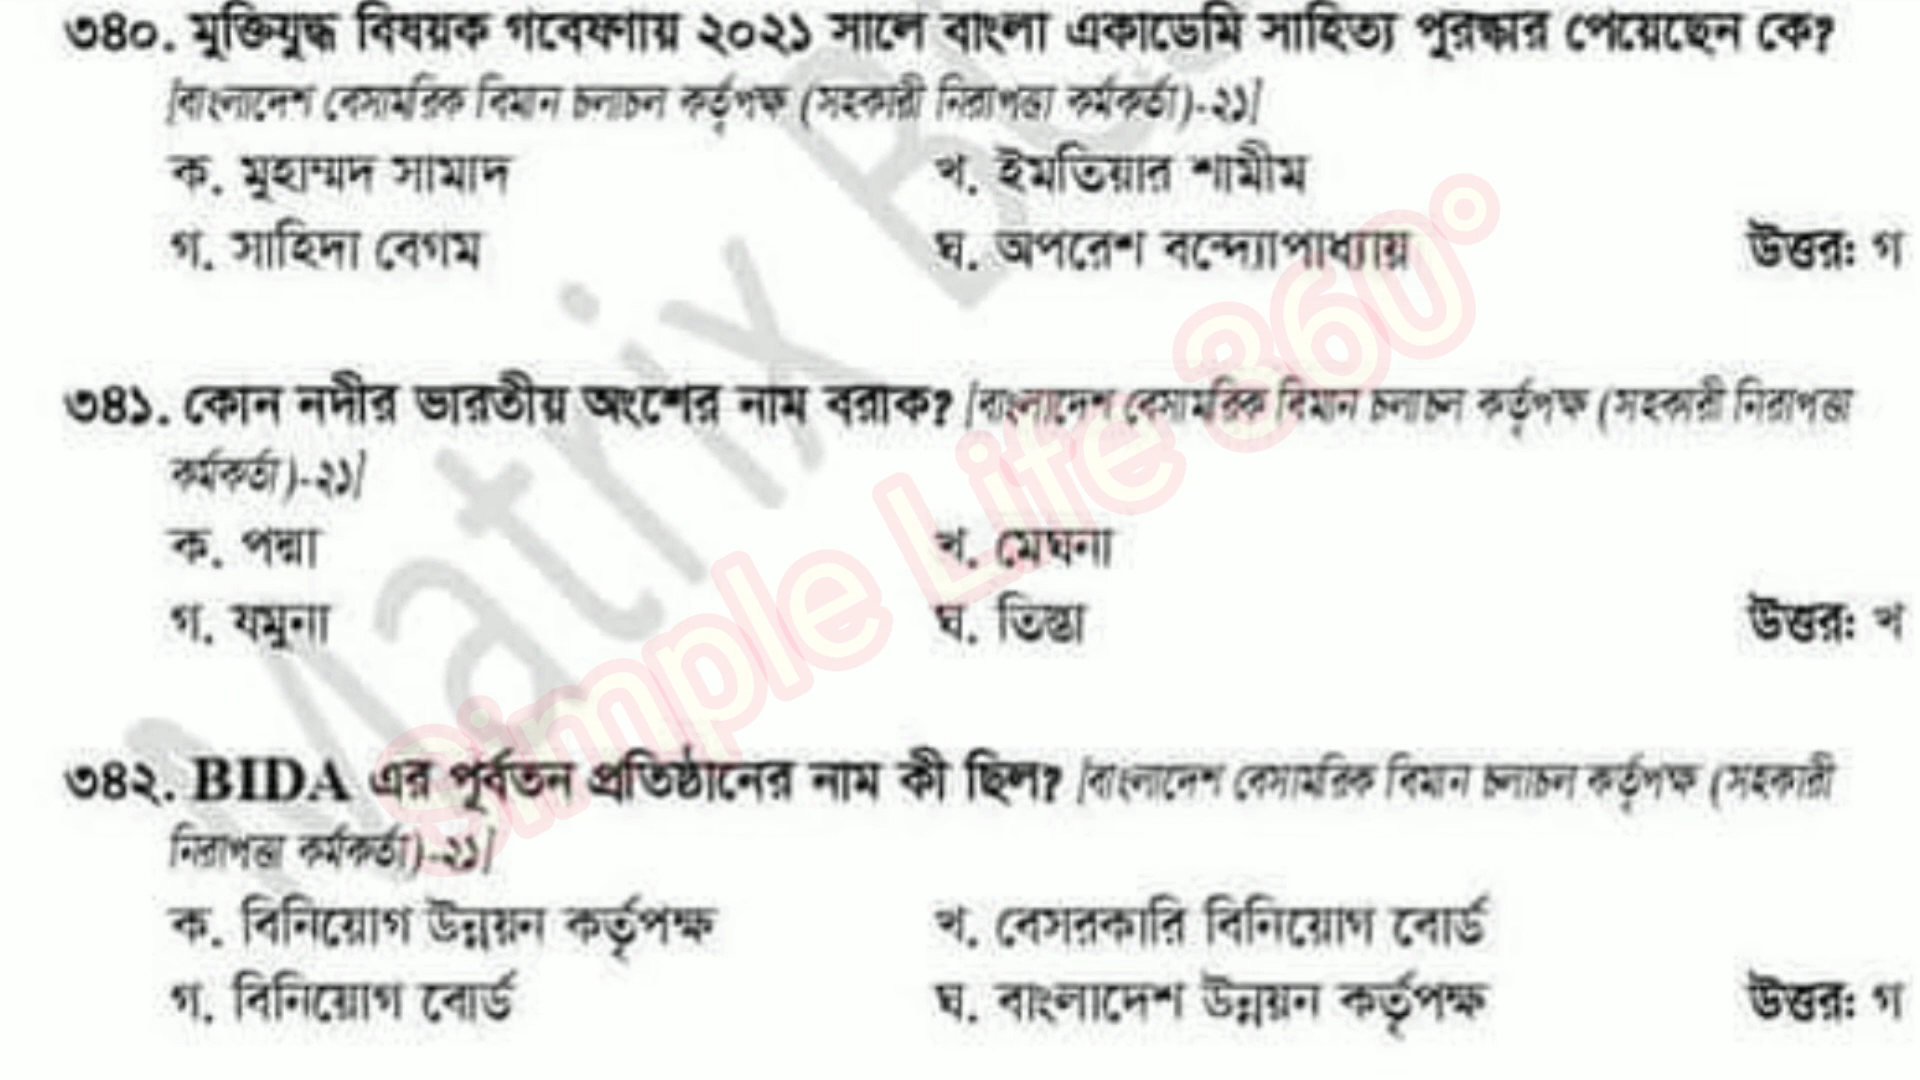 ৩৪০. মুক্তিযুদ্ধ বিষয়ক গবেষণায় ২০২১ সালে বাংলা একাডেমি সাহিত্য পুরস্কার পেয়েছেন কে?
[বাংলাদেশ বেসামরিক বিমান চলাচল কর্তৃপক্ষ (সহকারী নিরাপত্তা কর্মকর্তা)-২১]
ক. মুহাম্মদ সামাদ খ. ইমতিয়ার শামীম
গ. সাহিদা বেগম ঘ. অপরেশ বন্দ্যোপাধ্যায় উত্তর: গ
৩৪১. কোন নদীর ভারতীয় অংশের নাম বরাক? [বাংলাদেশ বেসামরিক বিমান চলাচল কর্তৃপক্ষ (সহকারী নিরাপত্তা
কর্মকর্তা)-২১]
ক. পদ্মা খ. মেঘনা
গ. যমুনা ঘ. তিস্তা উত্তর: খ
৩৪২. BIDA এর পূর্বতন প্রতিষ্ঠানের নাম কী ছিল? [বাংলাদেশ বেসামরিক বিমান চলাচল কর্তৃপক্ষ (সহকারী
নিরাপত্তা কর্মকর্তা)-২১]
ক. বিনিয়োগ উন্নয়ন কর্তৃপক্ষ খ. বেসরকারি বিনিয়োগ বোর্ড
গ. বিনিয়োগ বোর্ড ঘ. বাংলাদেশ উন্নয়ন কর্তৃপক্ষ উত্তর: গ
Matrix
Simple Life 360°